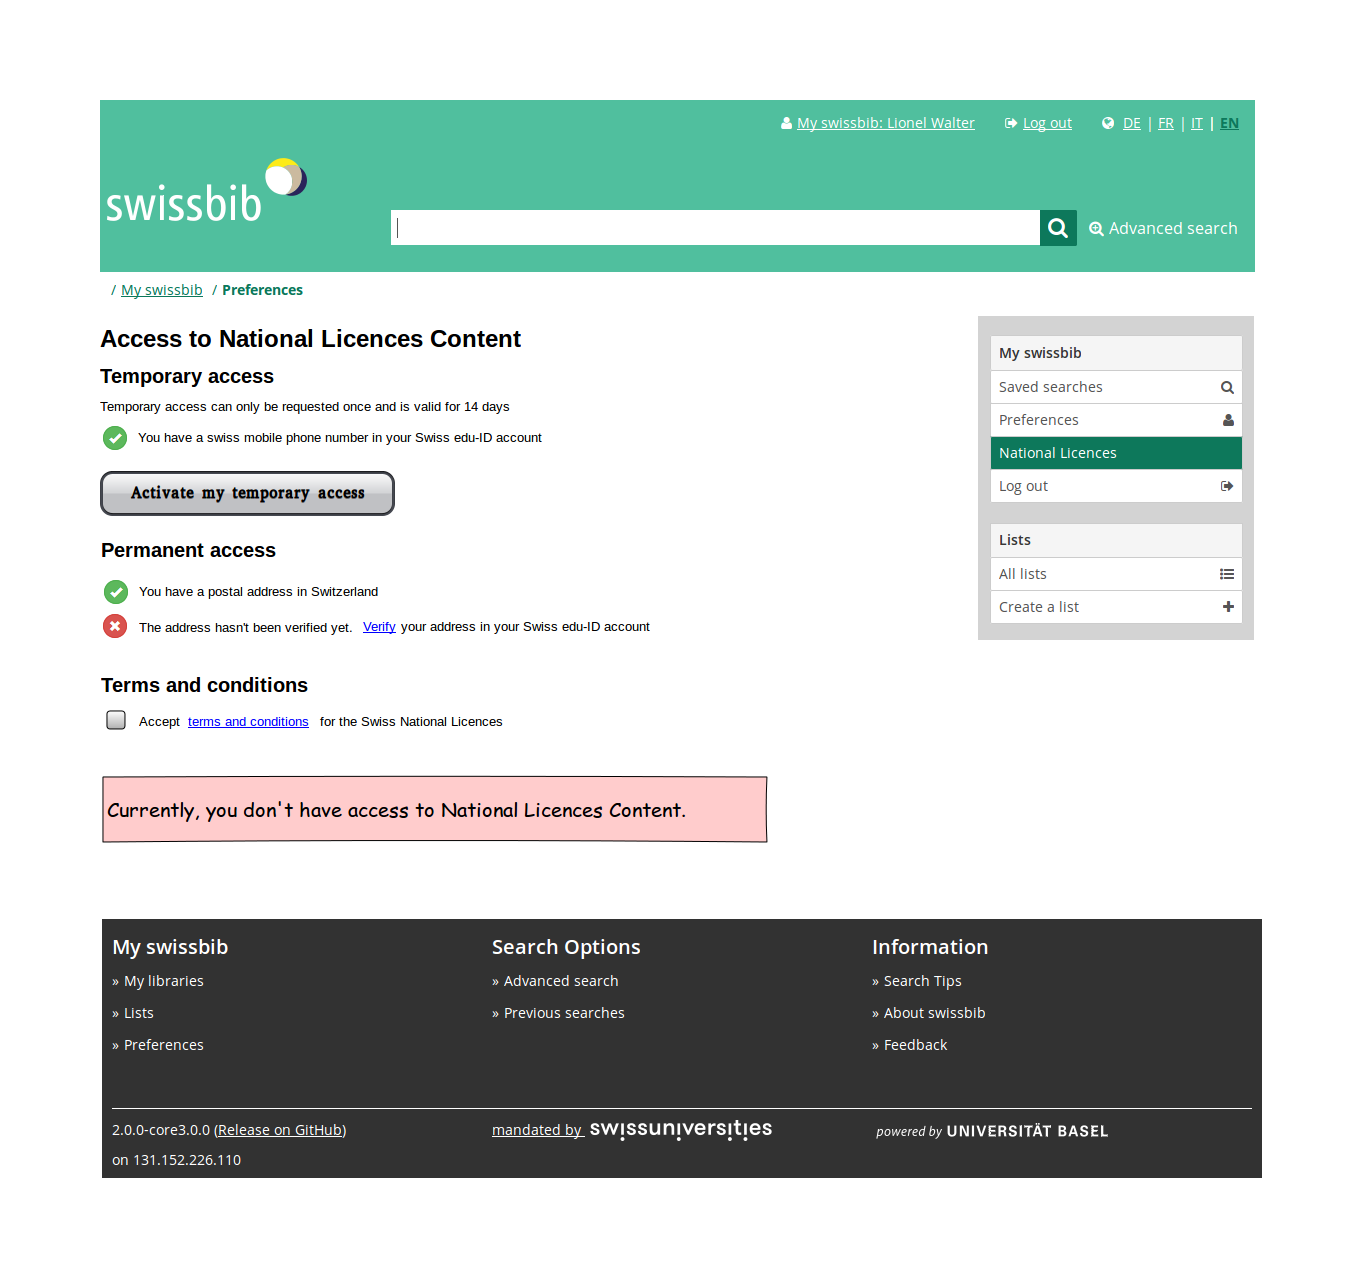 My swissbib: Lionel Walter Log out DE | FR | IT | EN
swissbib
Advanced search
/ My swissbib / Preferences
Access to National Licences Content
Temporary access
Temporary access can only be requested once and is valid for 14 days
You have a swiss mobile phone number in your Swiss edu-ID account
Activate my temporary access
Permanent access
You have a postal address in Switzerland
The address hasn't been verified yet. Verify your address in your Swiss edu-ID account
Terms and conditions
Accept terms and conditions for the Swiss National Licences
Currently, you don't have access to National Licences Content.
My swissbib
Saved searches
Preferences
National Licences
Log out
Lists
All lists
Create a list
My swissbib
» My libraries
» Lists
» Preferences
Search Options
» Advanced search
» Previous searches
Information
» Search Tips
» About swissbib
» Feedback
2.0.0-core3.0.0 (Release on GitHub)
on 131.152.226.110
mandated by swissuniversities
powered by UNIVERSITÄT BASEL